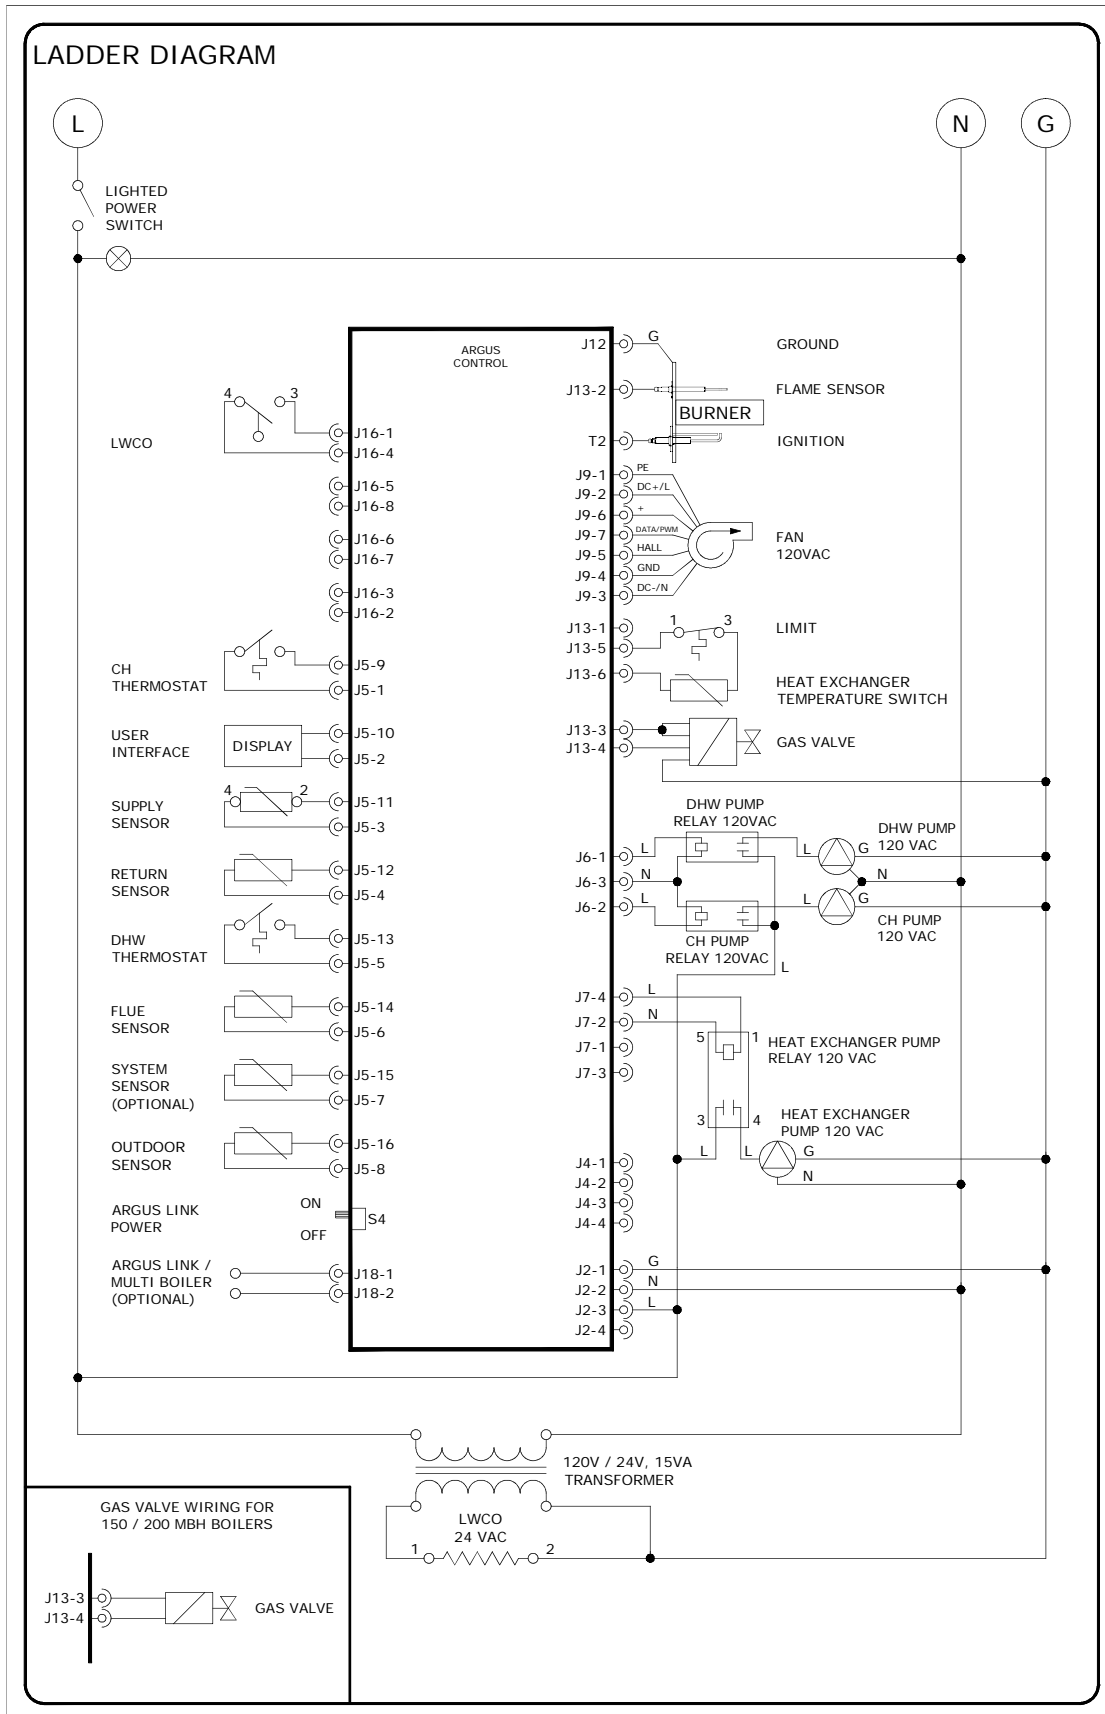 LADDER DIAGRAM
L
N
G
LIGHTED
POWER
SWITCH
ARGUS
CONTROL
LWCO
4
3
J16-1
J16-4
J16-5
J16-8
J16-6
J16-7
J16-3
J16-2
CH
THERMOSTAT
J5-9
J5-1
USER
INTERFACE
DISPLAY
J5-10
J5-2
SUPPLY
SENSOR
4
2
J5-11
J5-3
RETURN
SENSOR
J5-12
J5-4
DHW
THERMOSTAT
J5-13
J5-5
FLUE
SENSOR
J5-14
J5-6
SYSTEM
SENSOR
(OPTIONAL)
J5-15
J5-7
OUTDOOR
SENSOR
J5-16
J5-8
ARGUS LINK
POWER
ON
OFF
S4
ARGUS LINK /
MULTI BOILER
(OPTIONAL)
J18-1
J18-2
J12
G
GROUND
J13-2
FLAME SENSOR
BURNER
T2
IGNITION
J9-1
PE
J9-2
DC+/L
J9-6
+
J9-7
DATA/PWM
J9-5
HALL
J9-4
GND
J9-3
DC-/N
FAN
120VAC
J13-1
J13-5
J13-6
1
3
LIMIT
HEAT EXCHANGER
TEMPERATURE SWITCH
J13-3
J13-4
GAS VALVE
DHW PUMP
RELAY 120VAC
J6-1
L
J6-3
N
J6-2
L
L
G
DHW PUMP
120 VAC
N
L
G
CH PUMP
120 VAC
CH PUMP
RELAY 120VAC
L
J7-4
L
J7-2
N
J7-1
J7-3
5
1
HEAT EXCHANGER PUMP
RELAY 120 VAC
3
4
HEAT EXCHANGER
PUMP 120 VAC
L
L
G
N
J4-1
J4-2
J4-3
J4-4
J2-1
G
J2-2
N
J2-3
L
J2-4
120V / 24V, 15VA
TRANSFORMER
LWCO
24 VAC
1
2
GAS VALVE WIRING FOR
150 / 200 MBH BOILERS
J13-3
J13-4
GAS VALVE